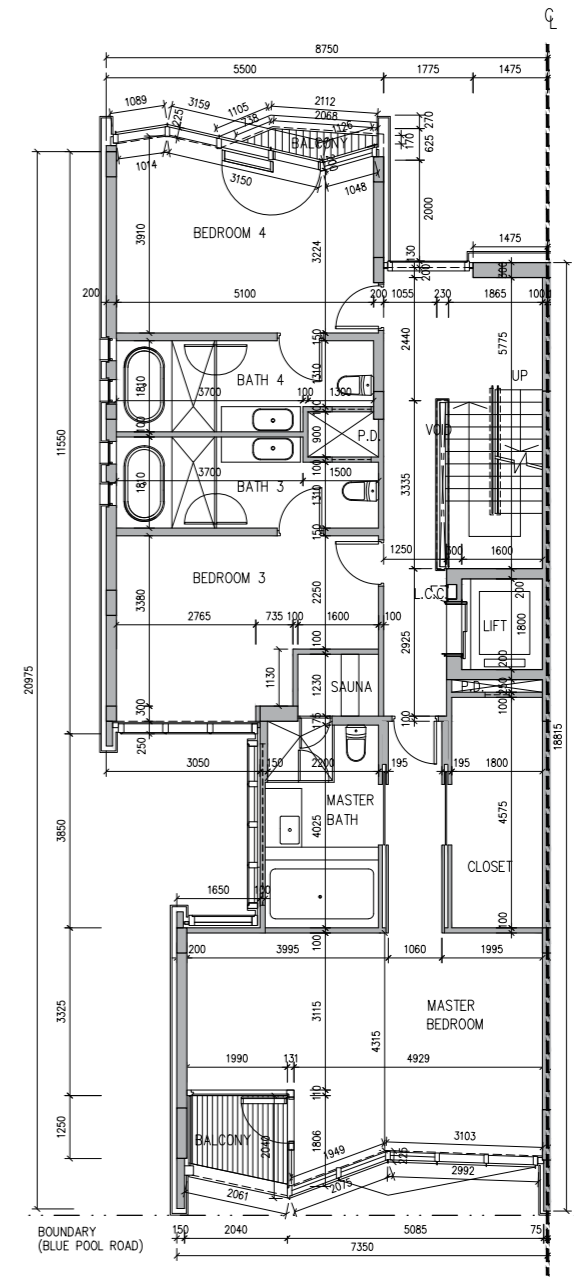 ℄
8750
5500 1775 1475
1089 3159 1105 2112
225 238 2068 1126 270
BALCONY 170 625
1014 3150 1048
2000
BEDROOM 4
3910 3224
1475
130
200
200 5100 200 1055 230 1865 100
2440 5775
150
BATH 4
1810 1310
UP
3700 100 1300
100
900 P.D.
VOID
100
BATH 3
3700 1500
1810 1310
3335
150
11550
BEDROOM 3
1250 1600
3380 2250
L.C.C.
200
LIFT 1800
2765 735 100 1600 100
2925
100
20975
1130 1230 SAUNA
200
P.D. 250
100
300 175 100
250
18815
3050 150 2200 195 195 1800
MASTER
BATH
3850 4025 4575
CLOSET
1650 100
100
200 3995 100 1060 1995
3325 3115
MASTER
BEDROOM
4315
1990 131 4929
110
1250
BALCONY 2040 1806
3103
1949 225
2061 2075 2992
BOUNDARY
(BLUE POOL ROAD)
150 2040 5085 75
7350